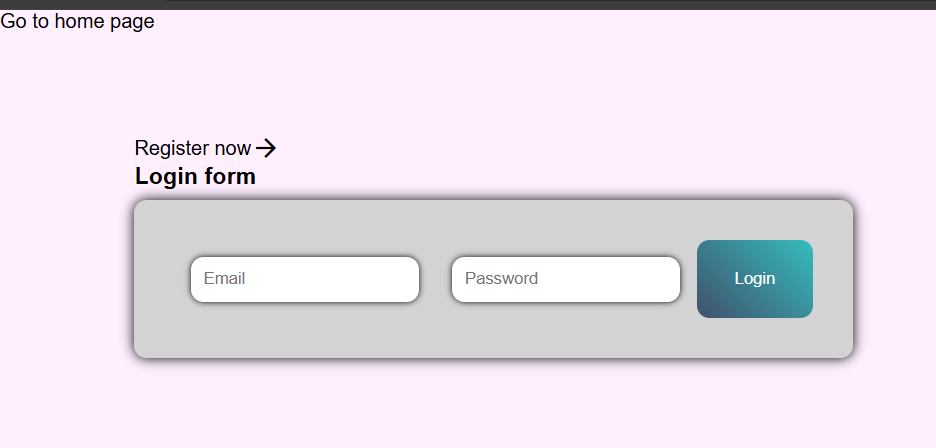 Go to home page
Register now
Login form
Email
Password
Login